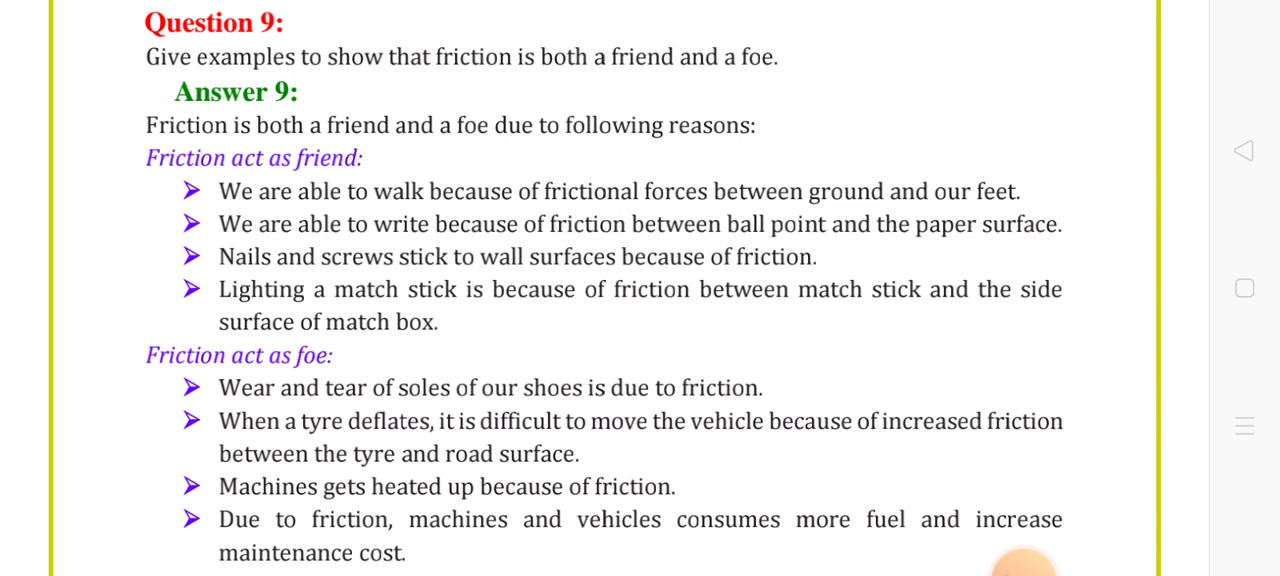 Question 9:
Give examples to show that friction is both a friend and a foe.
Answer 9:
Friction is both a friend and a foe due to following reasons:
Friction act as friend:
➤ We are able to walk because of frictional forces between ground and our feet.
➤ We are able to write because of friction between ball point and the paper surface.
➤ Nails and screws stick to wall surfaces because of friction.
➤ Lighting a match stick is because of friction between match stick and the side
surface of match box.
Friction act as foe:
➤ Wear and tear of soles of our shoes is due to friction.
➤ When a tyre deflates, it is difficult to move the vehicle because of increased friction
between the tyre and road surface.
➤ Machines gets heated up because of friction.
➤ Due to friction, machines and vehicles consumes more fuel and increase
maintenance cost.